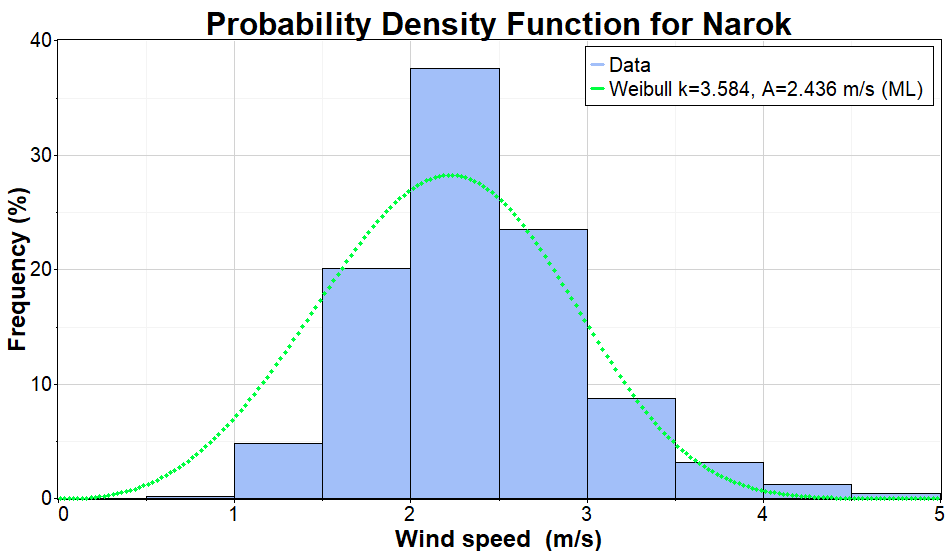 Probability Density Function for Narok
40
30
20
10
0
Frequency (%)
Data
Weibull k=3.584, A=2.436 m/s (ML)
0 1 2 3 4 5
Wind speed (m/s)